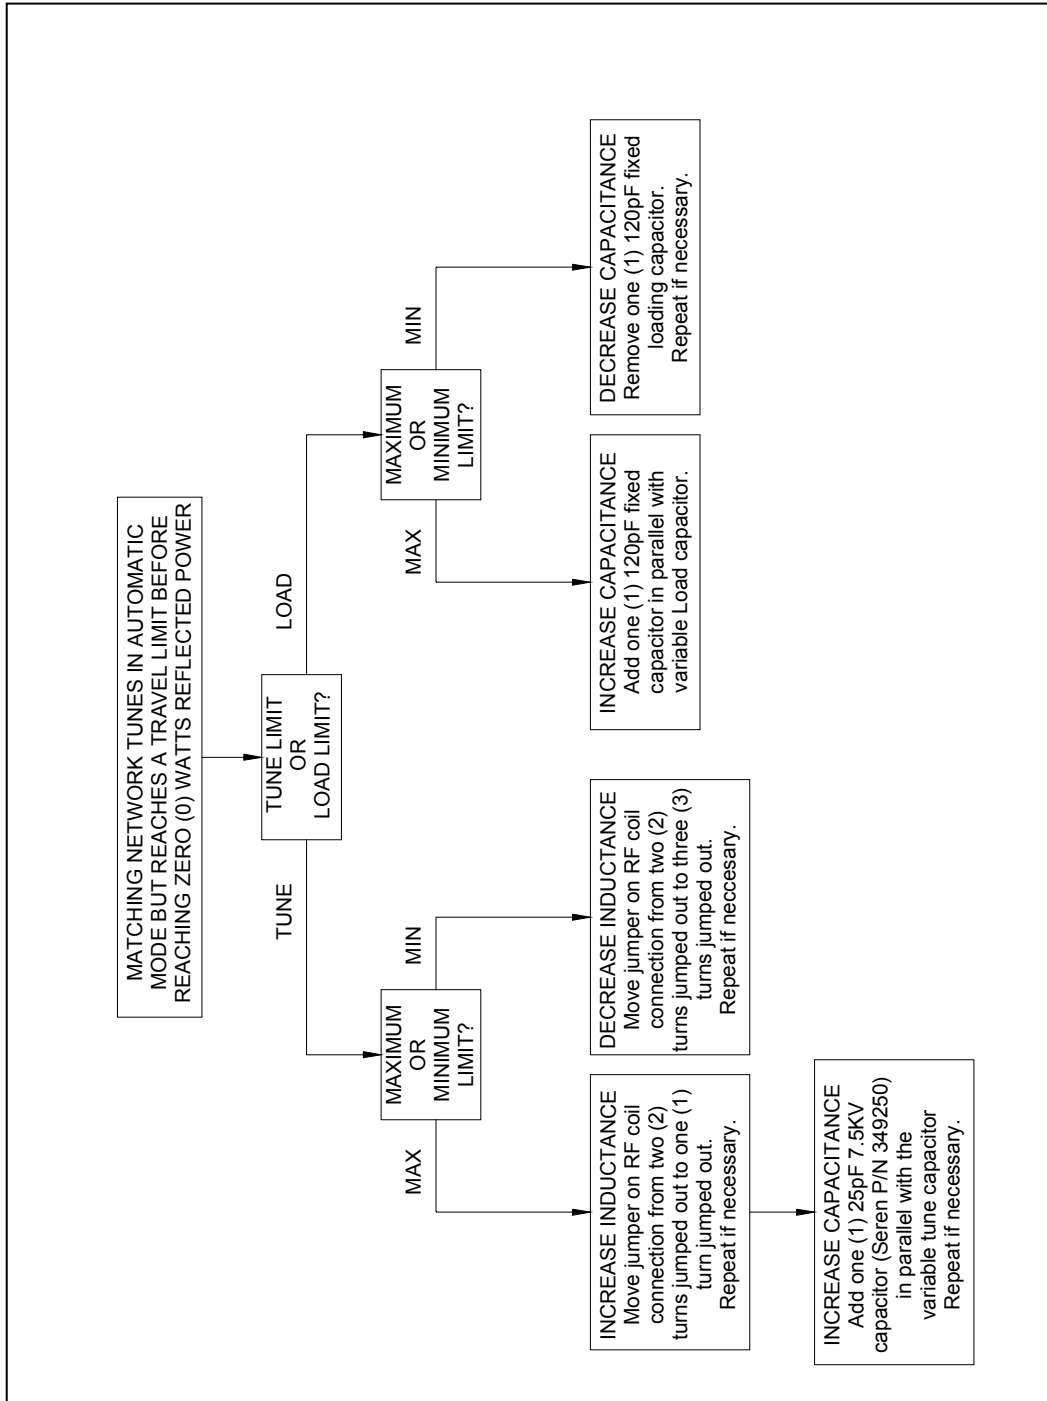 MATCHING NETWORK TUNES IN AUTOMATIC
MODE BUT REACHES A TRAVEL LIMIT BEFORE
REACHING ZERO (0) WATTS REFLECTED POWER
TUNE LIMIT
OR
LOAD LIMIT?
TUNE
LOAD
MAXIMUM
OR
MINIMUM
LIMIT?
MAX
MIN
MAXIMUM
OR
MINIMUM
LIMIT?
MAX
MIN
INCREASE INDUCTANCE
Move jumper on RF coil
connection from two (2)
turns jumped out to one (1)
turn jumped out.
Repeat if necessary.
DECREASE INDUCTANCE
Move jumper on RF coil
connection from two (2)
turns jumped out to three (3)
turns jumped out.
Repeat if neccesary.
INCREASE CAPACITANCE
Add one (1) 120pF fixed
capacitor in parallel with
variable Load capacitor.
DECREASE CAPACITANCE
Remove one (1) 120pF fixed
loading capacitor.
Repeat if necessary.
INCREASE CAPACITANCE
Add one (1) 25pF 7.5KV
capacitor (Seren P/N 349250)
in parallel with the
variable tune capacitor
Repeat if necessary.